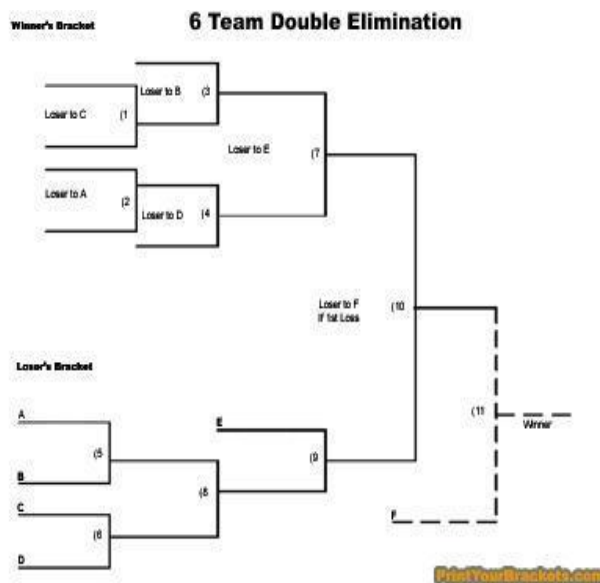 Winner's Bracket
6 Team Double Elimination
Loser to B
(3
Loser to C
(1
Loser to E
(7
Loser to A
(2
Loser to D
(4
Loser to F
If 1st Loss
(10
Loser's Bracket
A
E
(11
Winner
(5
(9
B
(8
C
F
(6
D
PrintYourBrackets.com